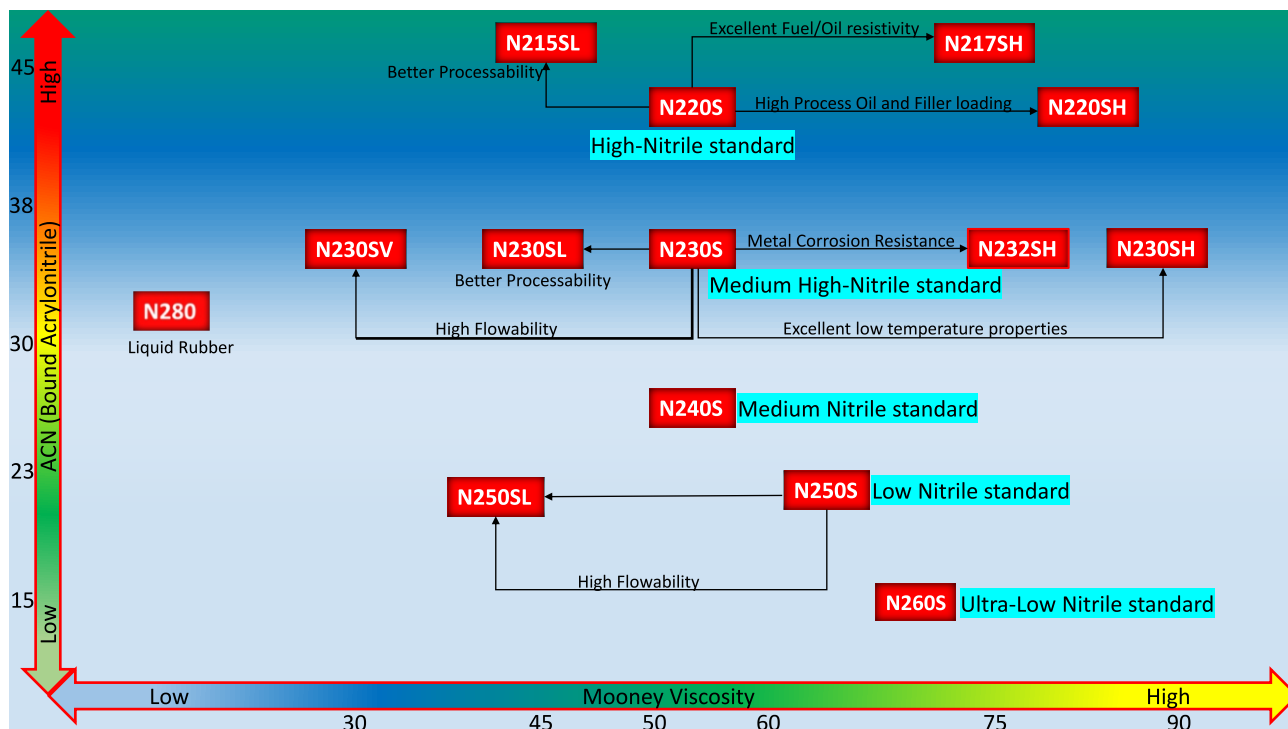 45
High
N215SL
Excellent Fuel/Oil resistivity
N217SH
Better Processability
N220S
High Process Oil and Filler loading
N220SH
High-Nitrile standard
38
ACN (Bound Acrylonitrile)
N230SV
N230SL
N230S
Metal Corrosion Resistance
N232SH
N230SH
Better Processability
Medium High-Nitrile standard
N280
High Flowability
Excellent low temperature properties
Liquid Rubber
30
N240S
Medium Nitrile standard
23
N250SL
N250S
Low Nitrile standard
High Flowability
15
Low
N260S
Ultra-Low Nitrile standard
Low
Mooney Viscosity
High
30
45
50
60
75
90